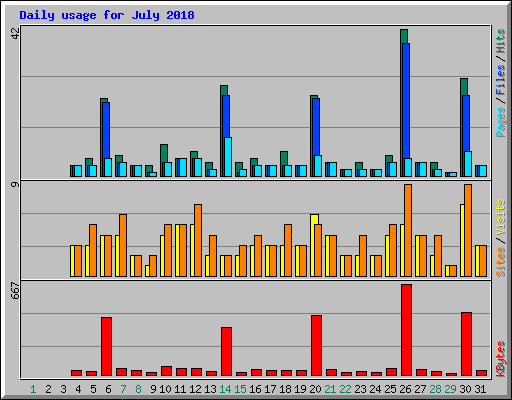 Daily usage for July 2018
42
Pages / Files / Hits
9
Sites / Visits
667
KBytes
1 2 3 4 5 6 7 8 9 10 11 12 13 14 15 16 17 18 19 20 21 22 23 24 25 26 27 28 29 30 31